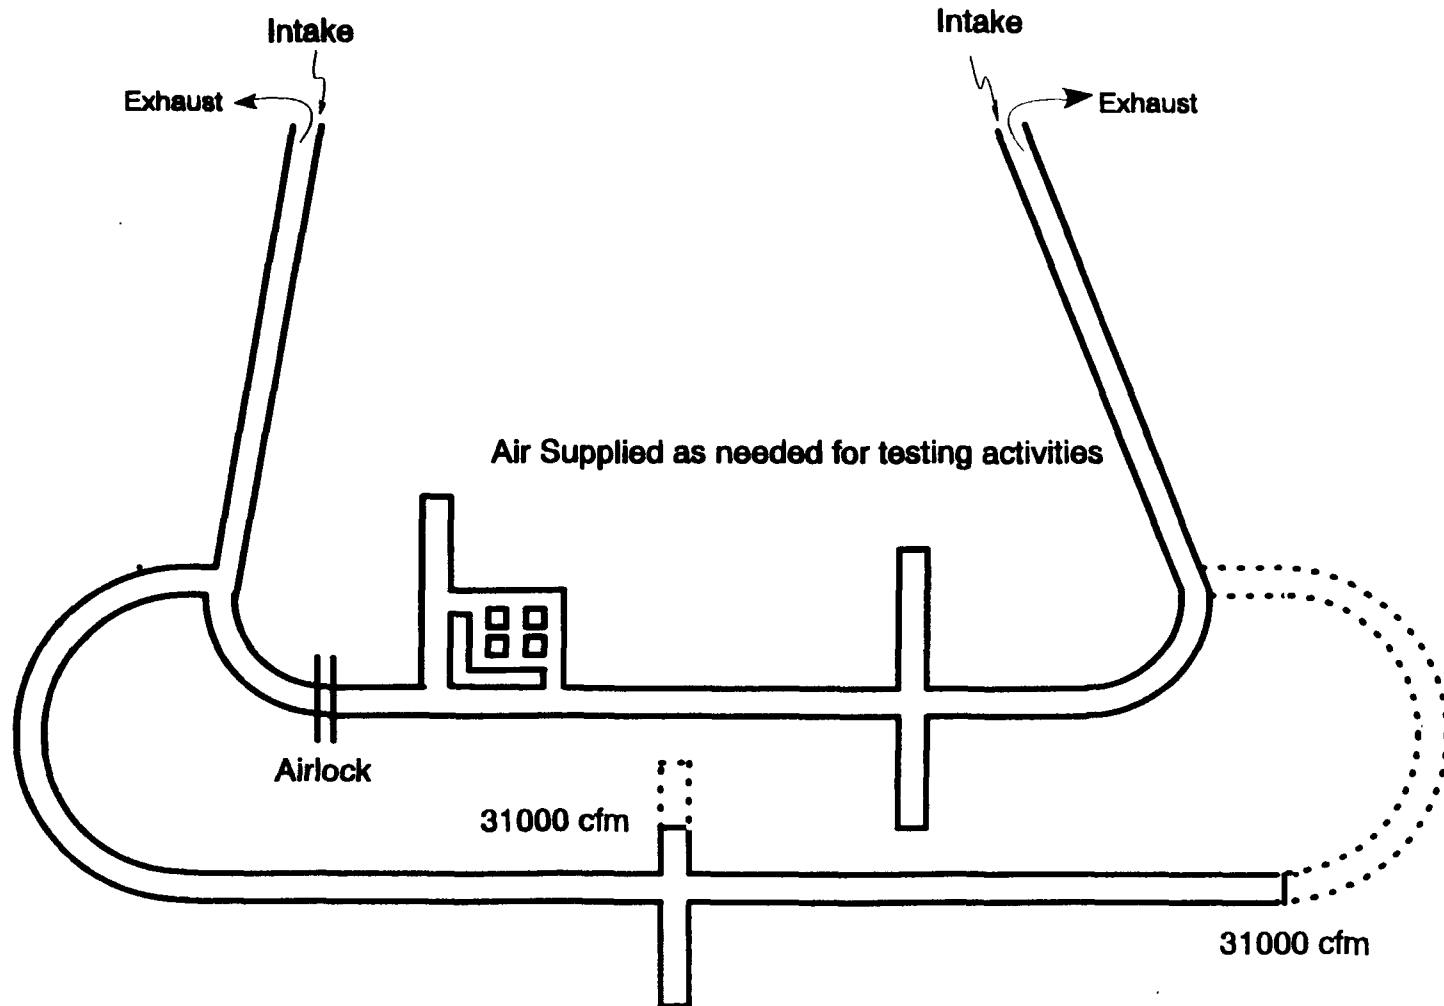 Intake
Intake
Exhaust
Exhaust
Air Supplied as needed for testing activities
Airlock
31000 cfm
31000 cfm